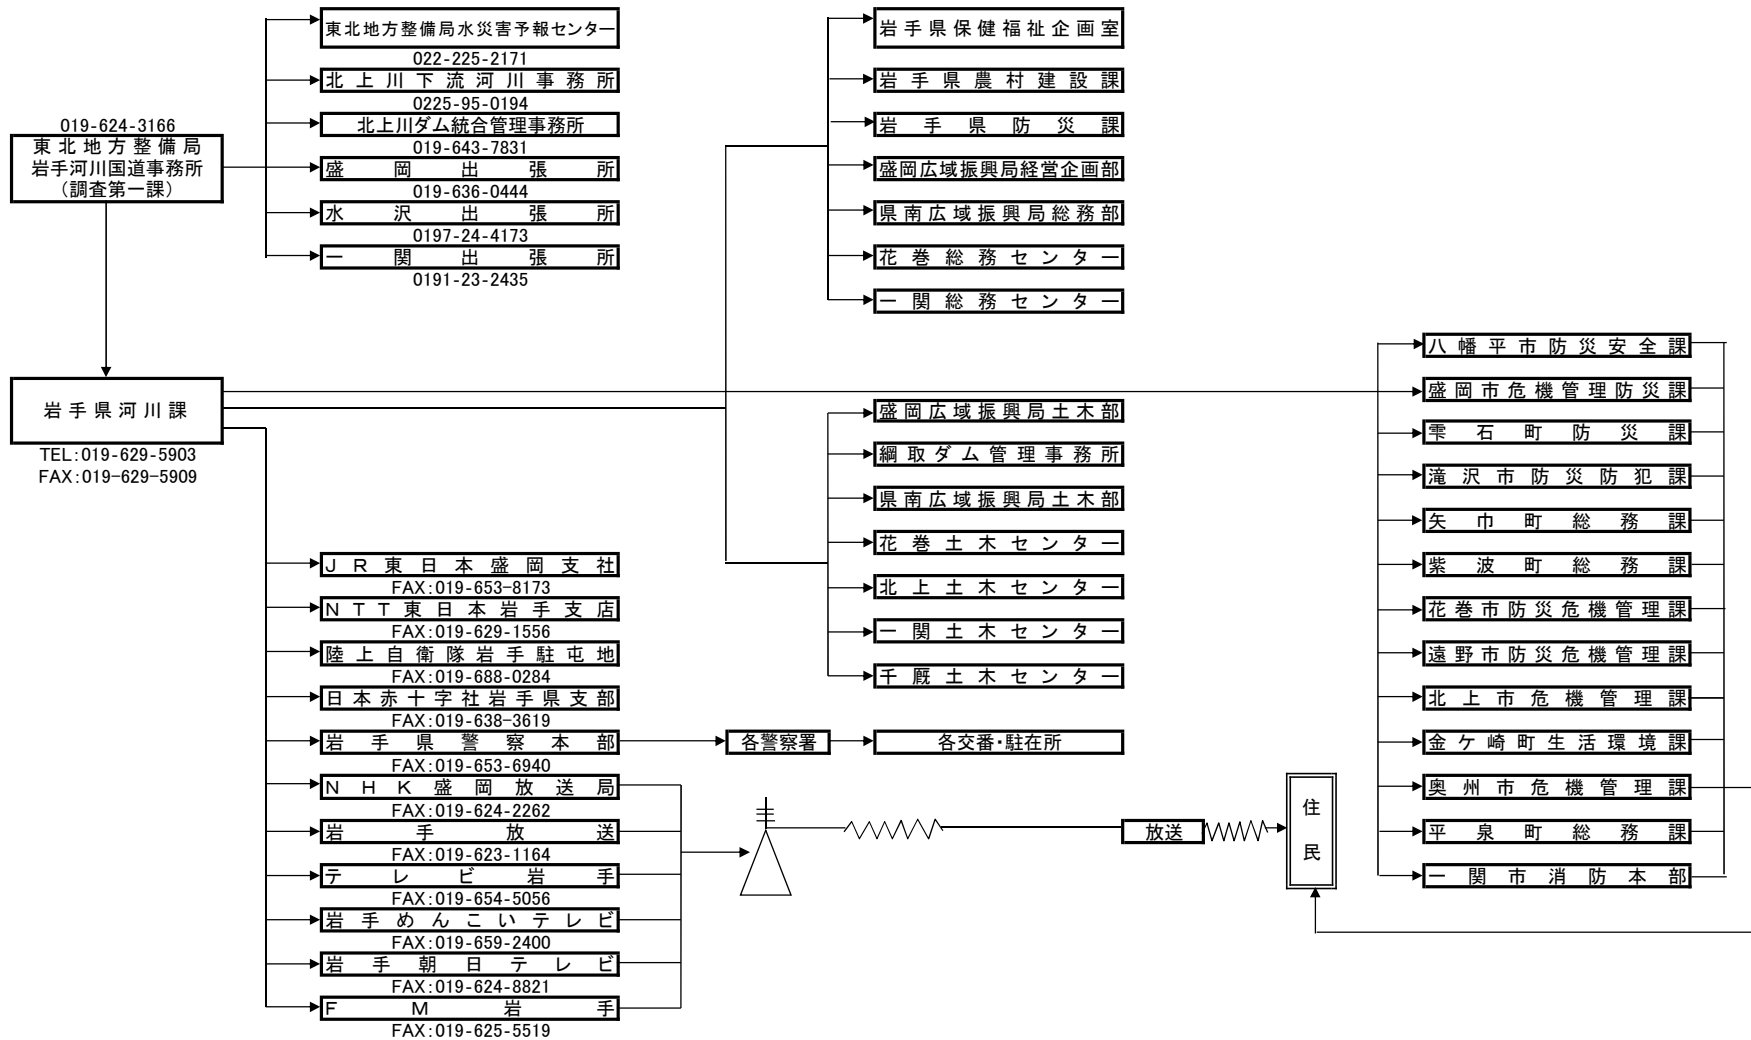 019-624-3166
東北地方整備局
岩手河川国道事務所
（調査第一課）
東北地方整備局水災害予報センター
022-225-2171
北上川下流河川事務所
0225-95-0194
北上川ダム統合管理事務所
019-643-7831
盛岡出張所
019-636-0444
水沢出張所
0197-24-4173
一関出張所
0191-23-2435
岩手県保健福祉企画室
岩手県農村建設課
岩手県防災課
盛岡広域振興局経営企画部
県南広域振興局総務部
花巻総務センター
一関総務センター
岩手県河川課
TEL:019-629-5903
FAX:019-629-5909
盛岡広域振興局土木部
綱取ダム管理事務所
県南広域振興局土木部
花巻土木センター
北上土木センター
一関土木センター
千厩土木センター
JR東日本盛岡支社
FAX:019-653-8173
NTT東日本岩手支店
FAX:019-629-1556
陸上自衛隊岩手駐屯地
FAX:019-688-0284
日本赤十字社岩手県支部
FAX:019-638-3619
岩手県警察本部
FAX:019-653-6940
各警察署
各交番・駐在所
NHK盛岡放送局
FAX:019-624-2262
岩手放送
FAX:019-623-1164
テレビ岩手
FAX:019-654-5056
岩手めんこいテレビ
FAX:019-659-2400
岩手朝日テレビ
FAX:019-624-8821
FM岩手
FAX:019-625-5519
放送
住民
八幡平市防災安全課
盛岡市危機管理防災課
雫石町防災課
滝沢市防災防犯課
矢巾町総務課
紫波町総務課
花巻市防災危機管理課
遠野市防災危機管理課
北上市危機管理課
金ケ崎町生活環境課
奥州市危機管理課
平泉町総務課
一関市消防本部